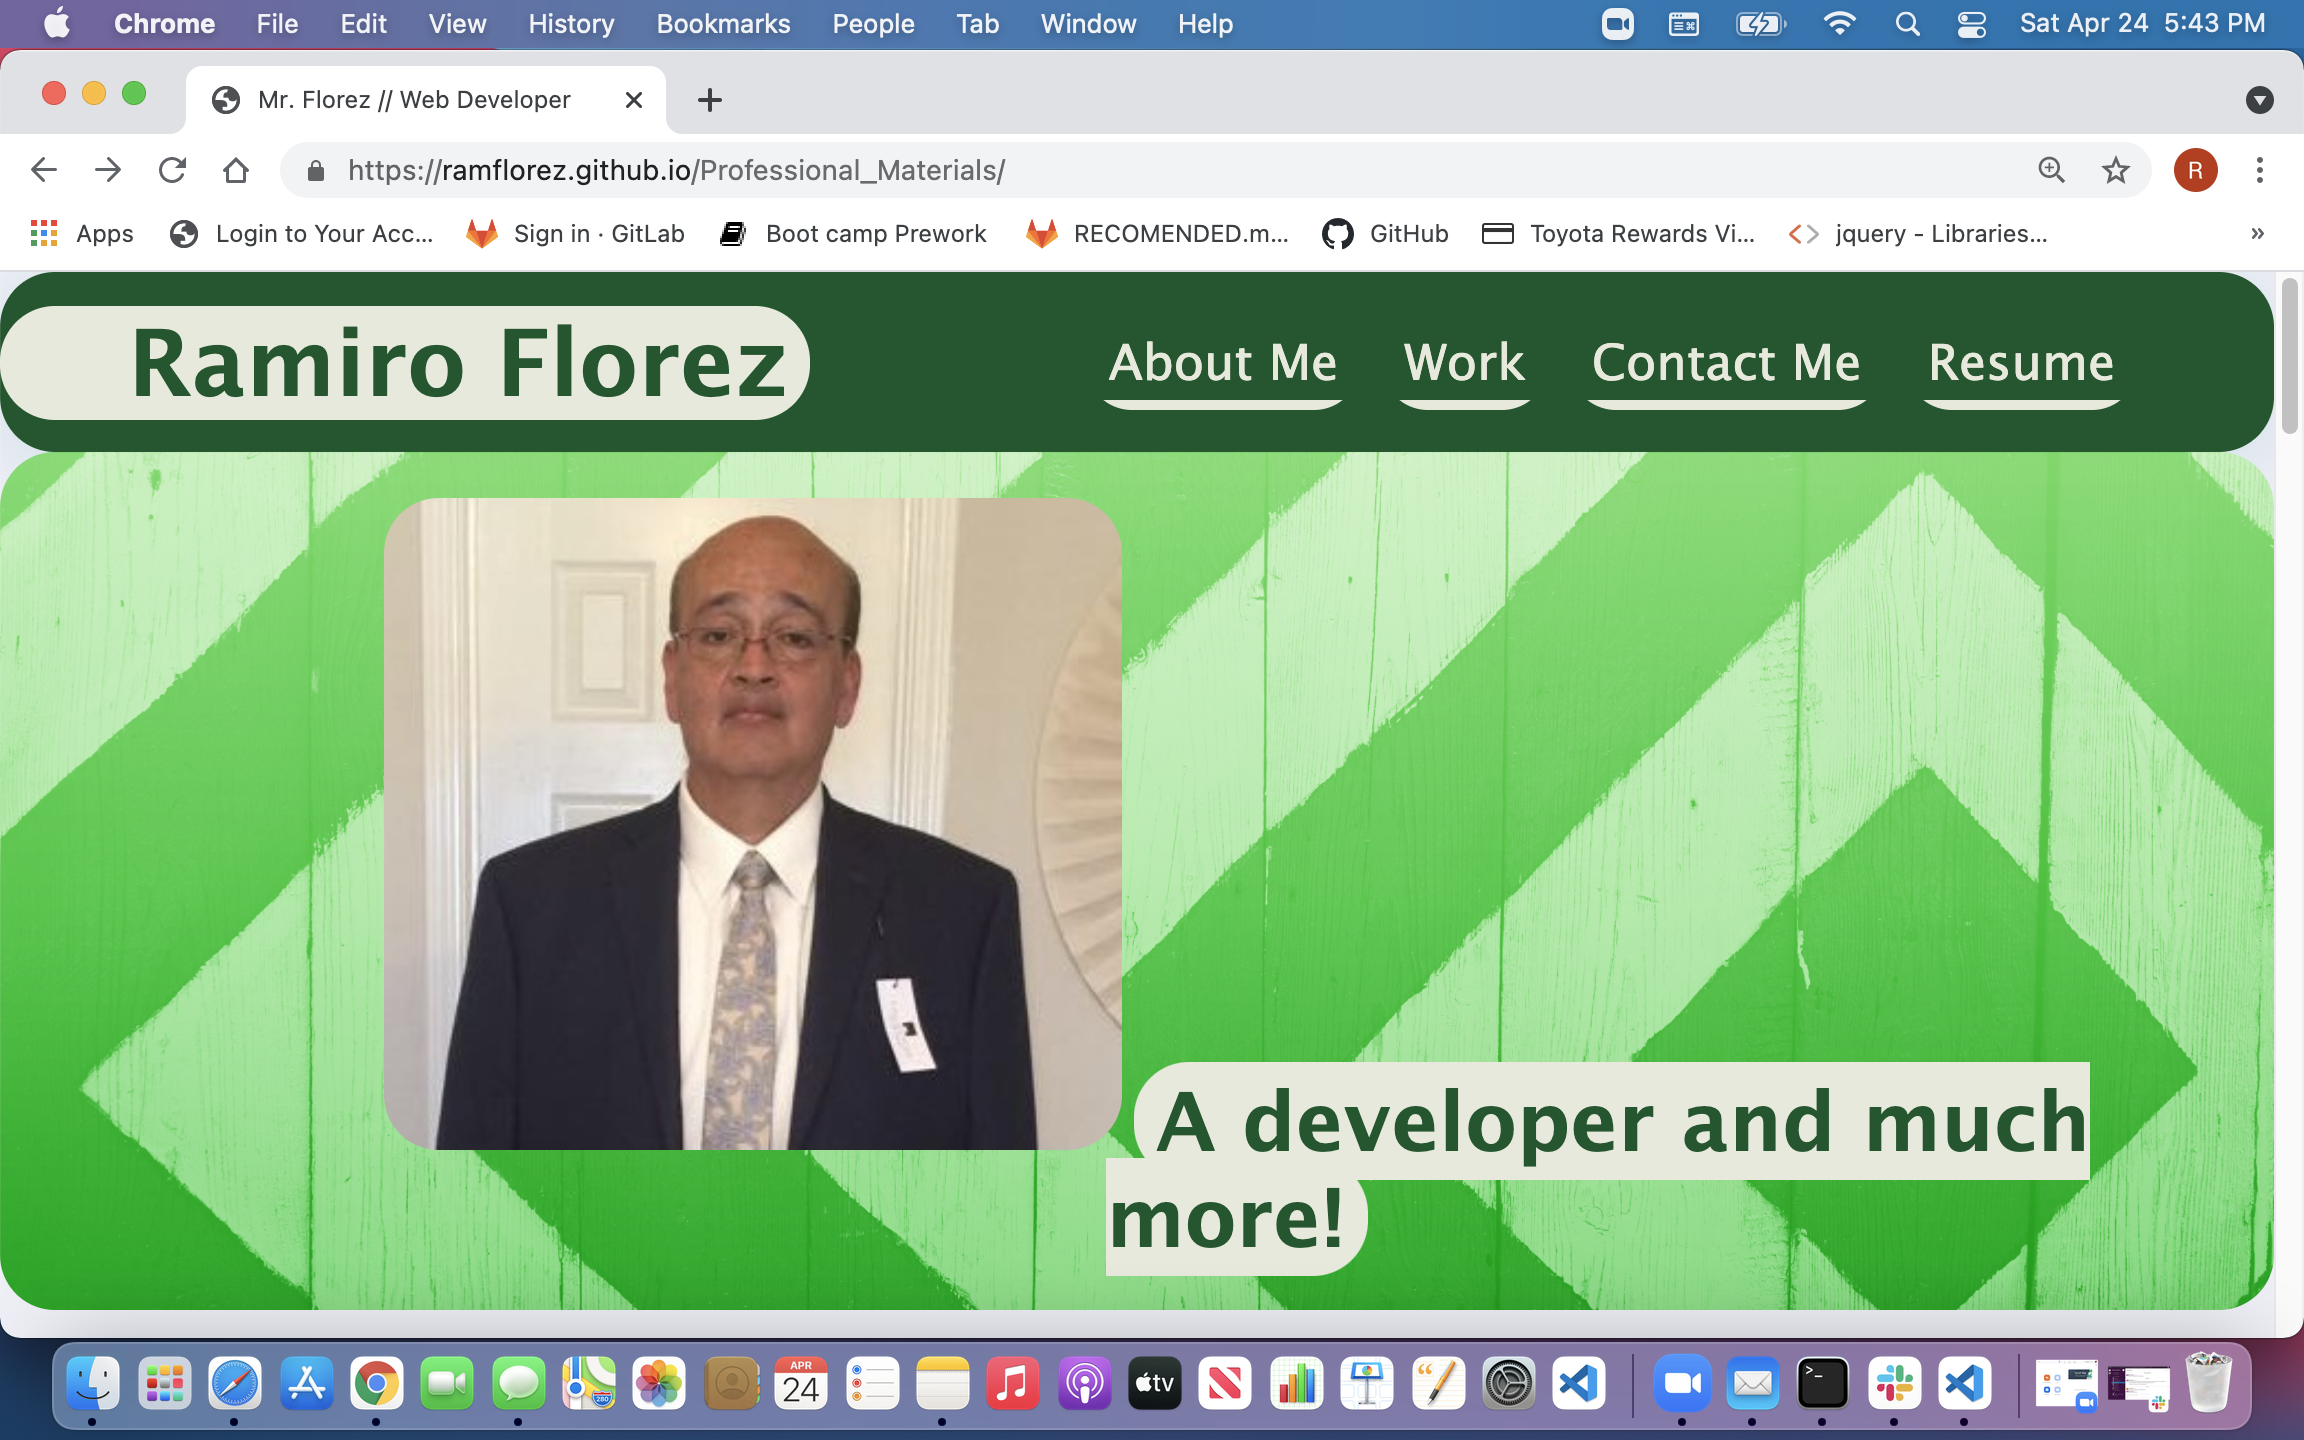 Chrome File Edit View History Bookmarks People Tab Window Help Sat Apr 24 5:43 PM
Mr. Florez // Web Developer
https://ramflorez.github.io/Professional_Materials/ R
Apps Login to Your Acc... Sign in · GitLab Boot camp Prework RECOMENDED.m... GitHub Toyota Rewards Vi... jquery - Libraries... »
Ramiro Florez About Me Work Contact Me Resume
A developer and much
more!
APR
24
tv
280